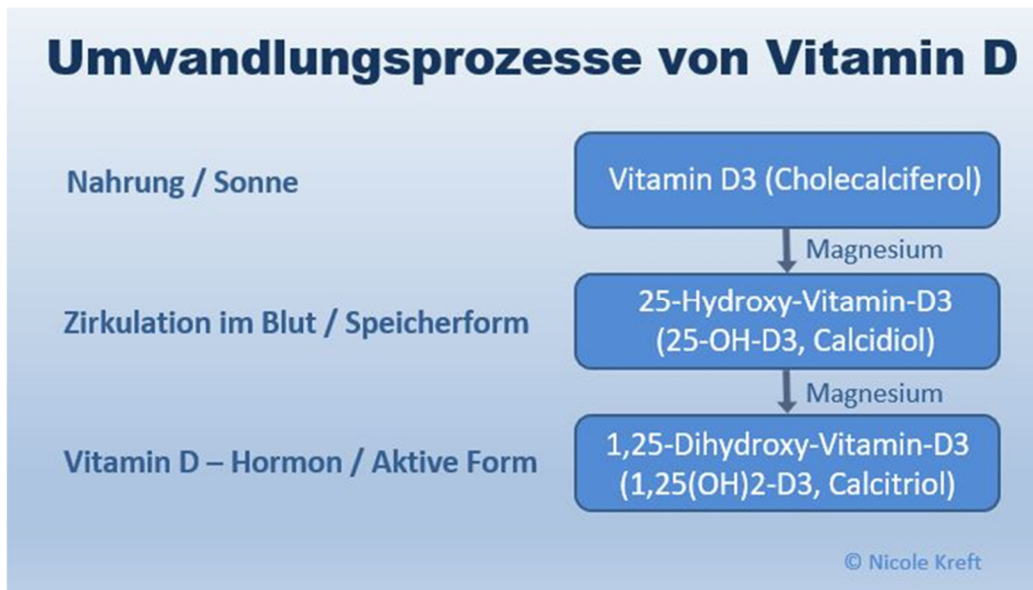 Umwandlungsprozesse von Vitamin D
Nahrung / Sonne
Vitamin D3 (Cholecalciferol)
Magnesium
Zirkulation im Blut / Speicherform
25-Hydroxy-Vitamin-D3
(25-OH-D3, Calcidiol)
Magnesium
Vitamin D – Hormon / Aktive Form
1,25-Dihydroxy-Vitamin-D3
(1,25(OH)2-D3, Calcitriol)
© Nicole Kreft